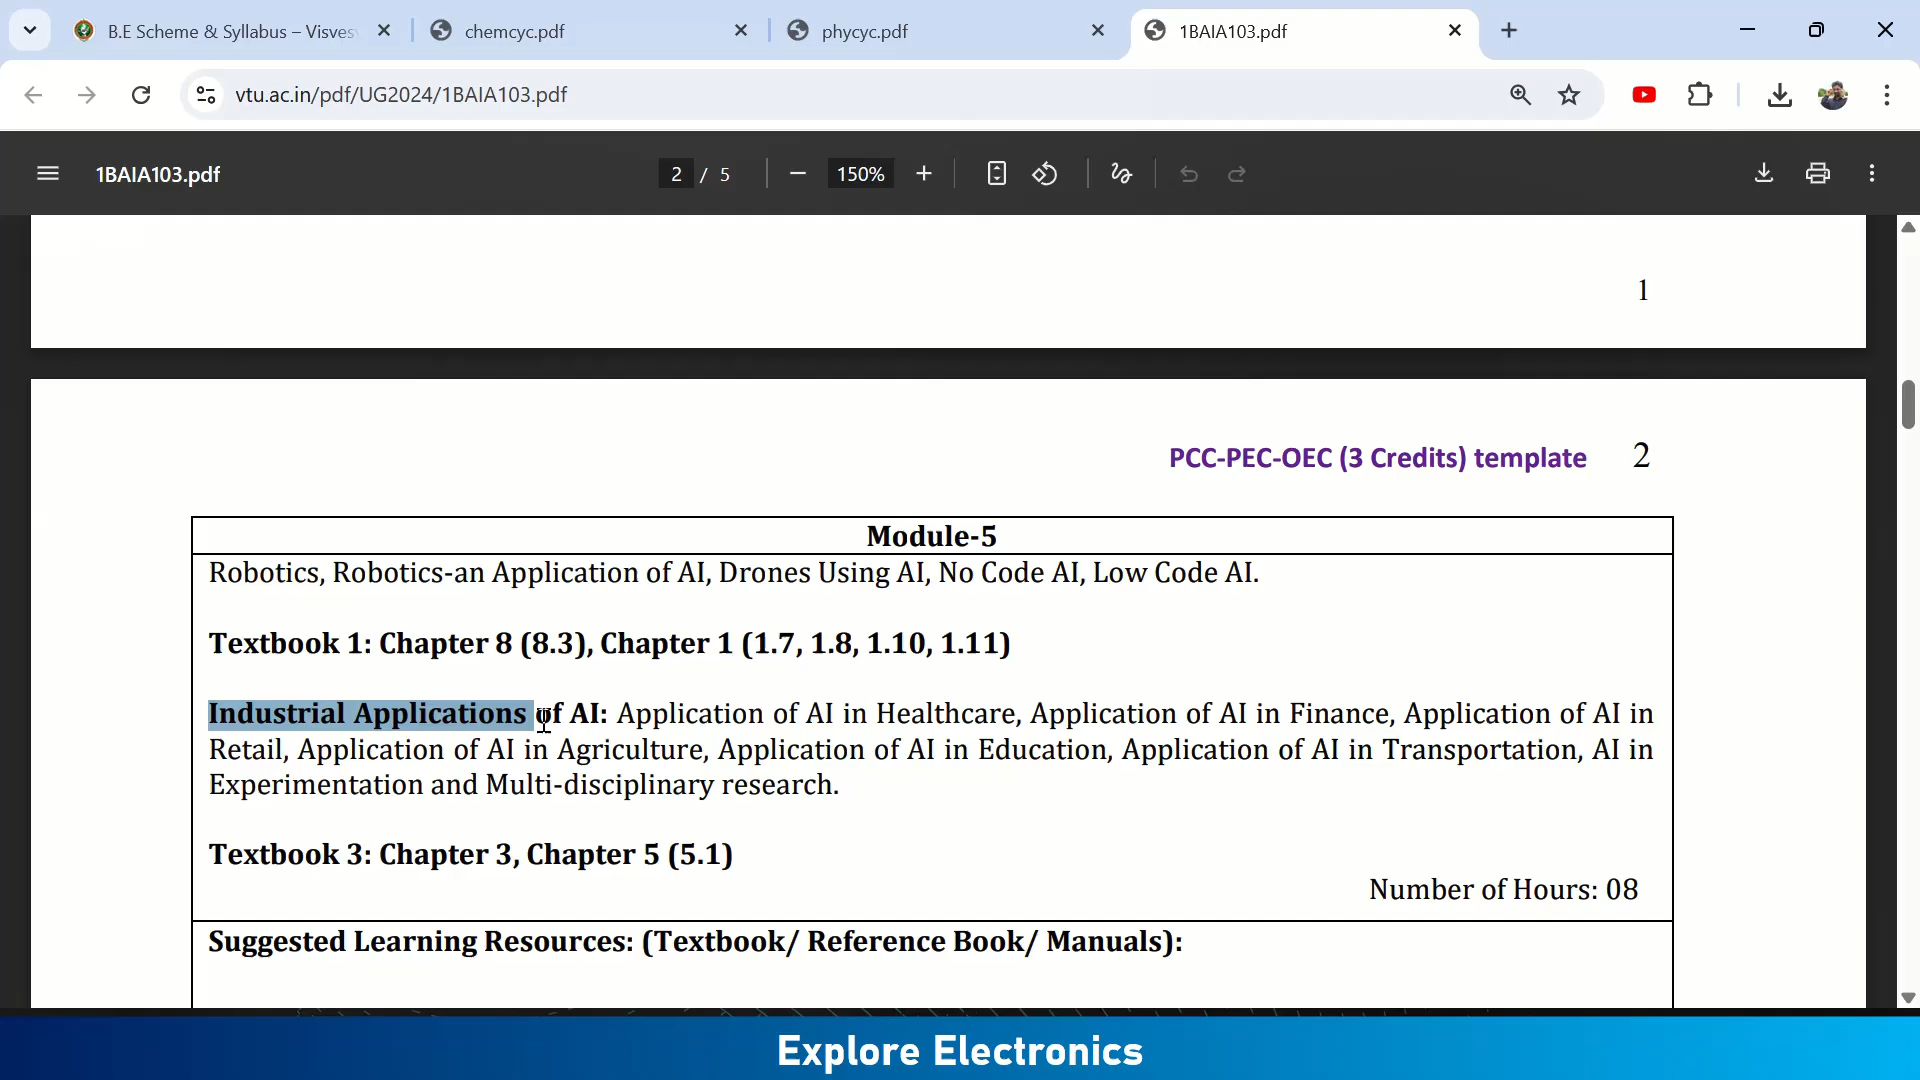 B.E Scheme & Syllabus – Visves
chemcyc.pdf
phycyc.pdf
1BAIA103.pdf
vtu.ac.in/pdf/UG2024/1BAIA103.pdf
1BAIA103.pdf
2 / 5
150%
1
PCC-PEC-OEC (3 Credits) template 2
Module-5
Robotics, Robotics-an Application of AI, Drones Using AI, No Code AI, Low Code AI.
Textbook 1: Chapter 8 (8.3), Chapter 1 (1.7, 1.8, 1.10, 1.11)
Industrial Applications of AI: Application of AI in Healthcare, Application of AI in Finance, Application of AI in
Retail, Application of AI in Agriculture, Application of AI in Education, Application of AI in Transportation, AI in
Experimentation and Multi-disciplinary research.
Textbook 3: Chapter 3, Chapter 5 (5.1)
Number of Hours: 08
Suggested Learning Resources: (Textbook/ Reference Book/ Manuals):
Explore Electronics